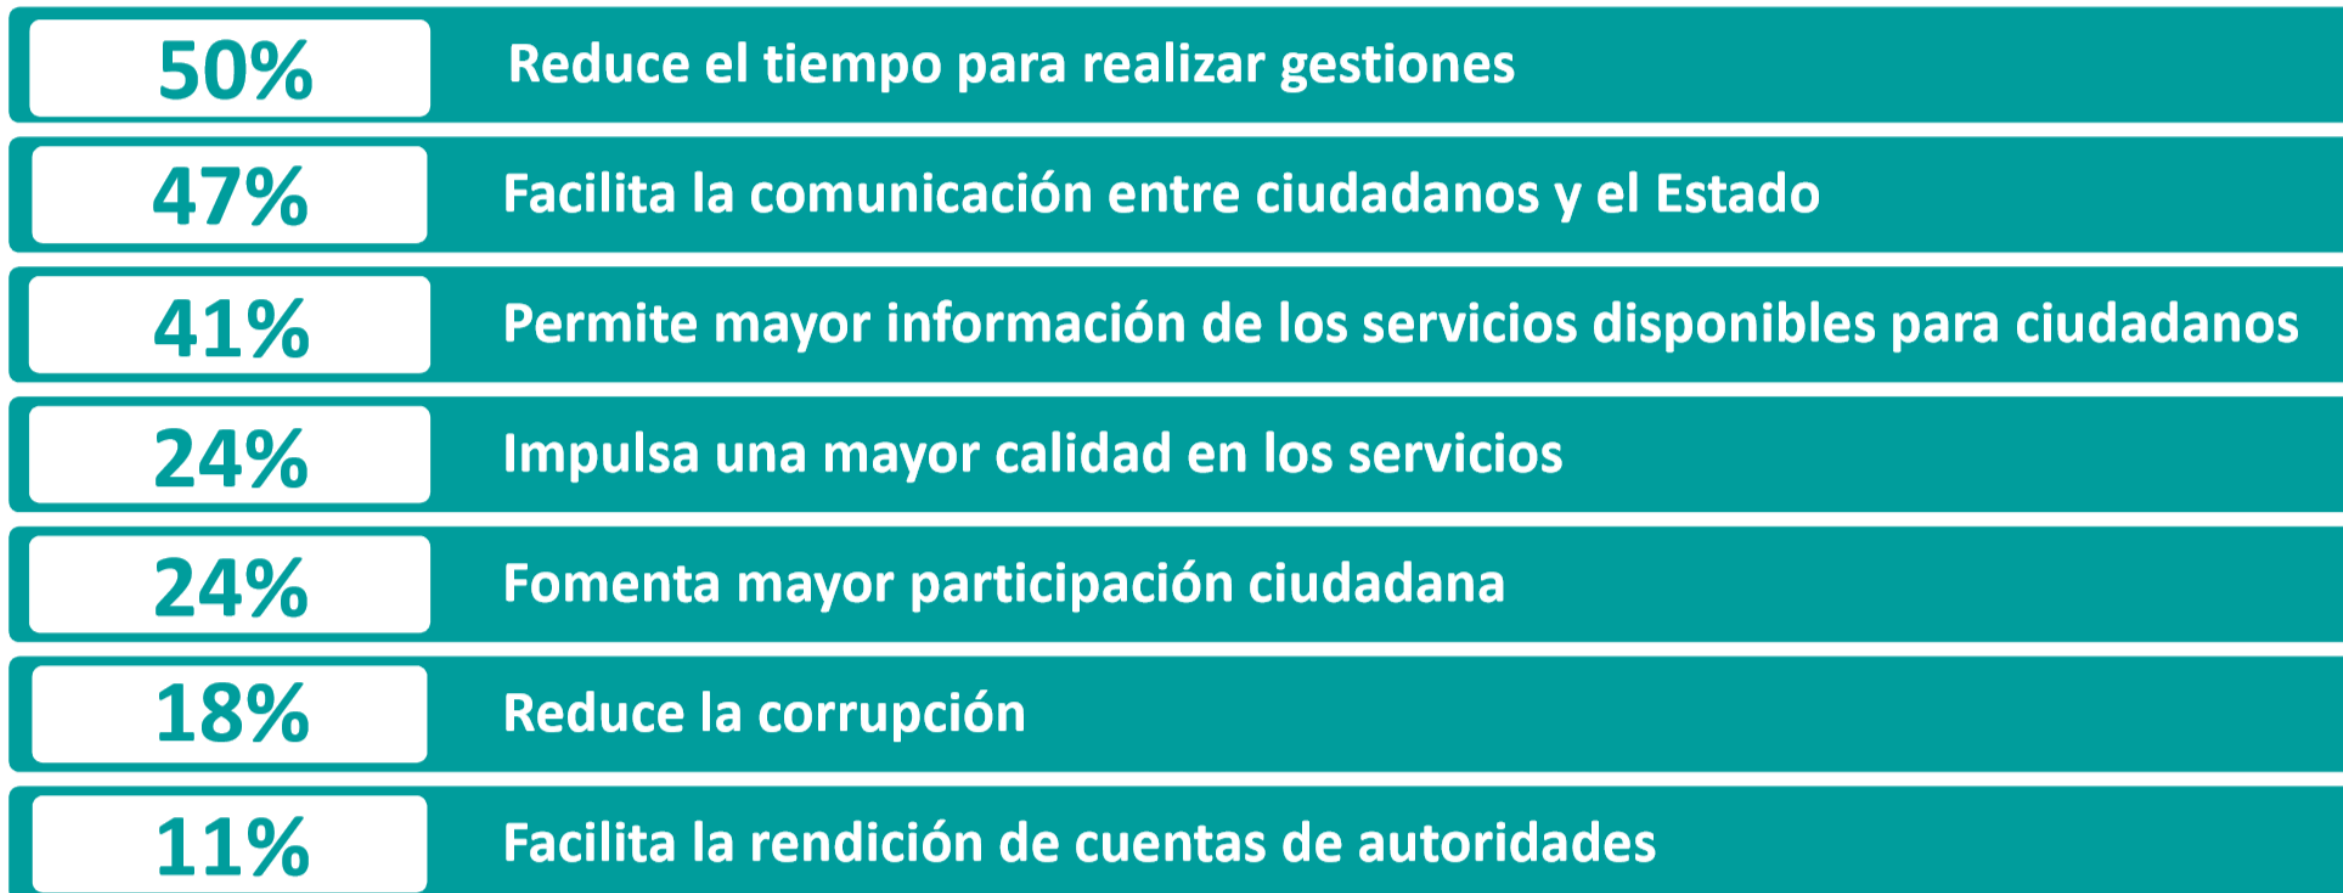 50% Reduce el tiempo para realizar gestiones
47% Facilita la comunicación entre ciudadanos y el Estado
41% Permite mayor información de los servicios disponibles para ciudadanos
24% Impulsa una mayor calidad en los servicios
24% Fomenta mayor participación ciudadana
18% Reduce la corrupción
11% Facilita la rendición de cuentas de autoridades